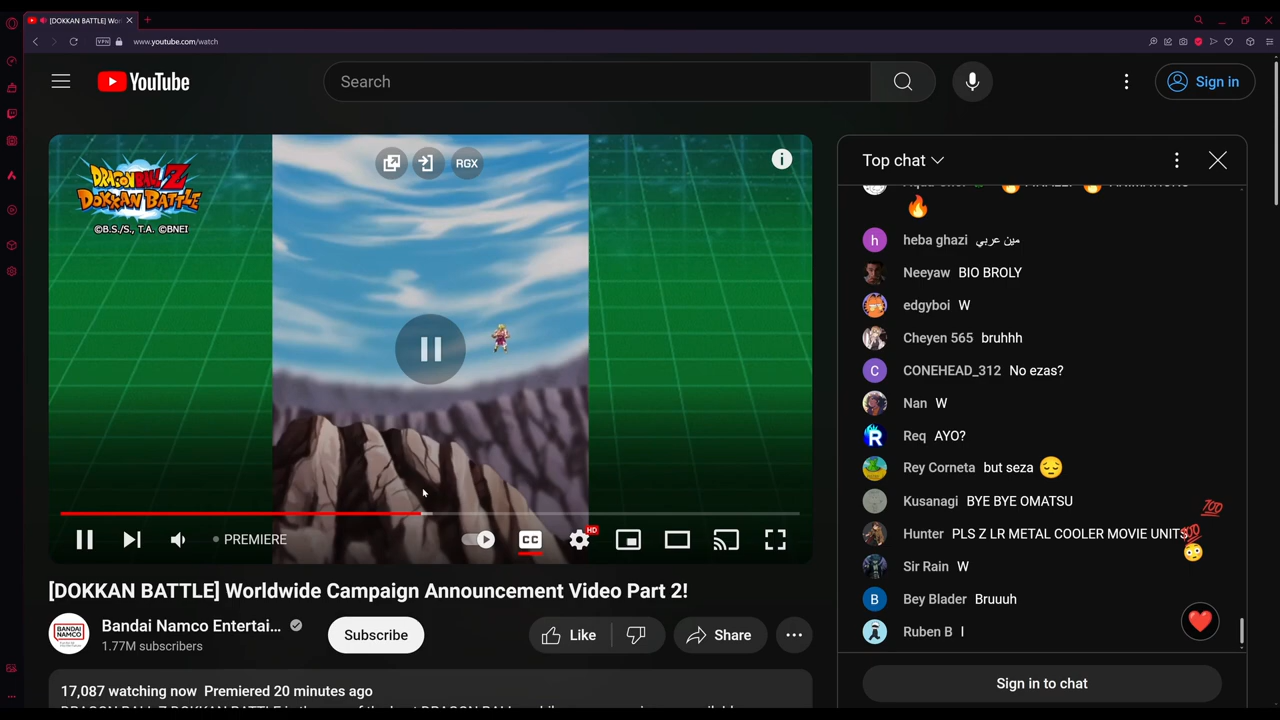 [DOKKAN BATTLE] Wor
VPN
www.youtube.com/watch
YouTube
Search
Sign in
RGX
DRAGON BALL Z
DOKKAN BATTLE
©B.S./S., T.A. ©BNEI
PREMIERE
CC
HD
[DOKKAN BATTLE] Worldwide Campaign Announcement Video Part 2!
BANDAI
NAMCO
Bandai Namco Entertai...
1.77M subscribers
Subscribe
Like
Share
17,087 watching now Premiered 20 minutes ago
Top chat
🔥
heba ghazi مين عربي
Neeyaw BIO BROLY
edgyboi W
Cheyen 565 bruhhh
C
CONEHEAD_312 No ezas?
Nan W
R
Req AYO?
Rey Corneta but seza 😔
Kusanagi BYE BYE OMATSU
Hunter PLS Z LR METAL COOLER MOVIE UNITS
Sir Rain W
B
Bey Blader Bruuuh
Ruben B I
Sign in to chat